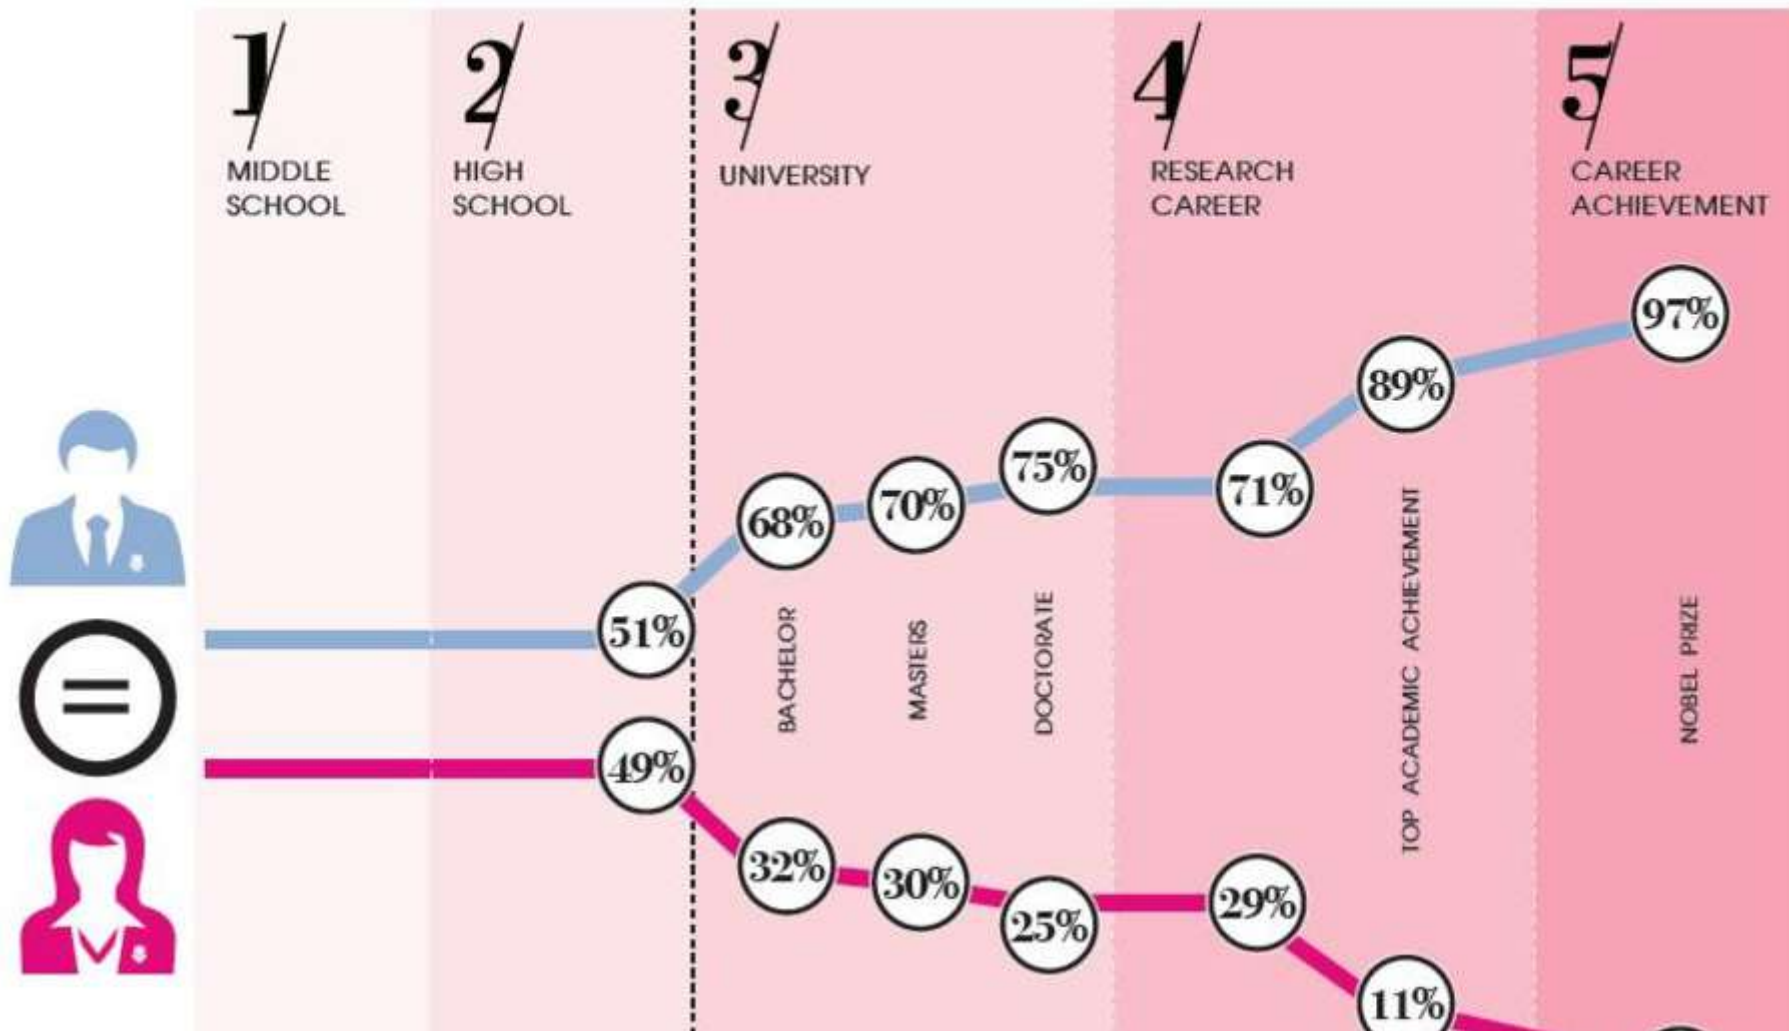 1/
MIDDLE
SCHOOL
2/
HIGH
SCHOOL
3/
UNIVERSITY
4/
RESEARCH
CAREER
5/
CAREER
ACHIEVEMENT
97%
89%
75%
71%
70%
68%
51%
=
49%
BACHELOR
MASTERS
DOCTORATE
TOP ACADEMIC ACHIEVEMENT
NOBEL PRIZE
32%
30%
25%
29%
11%